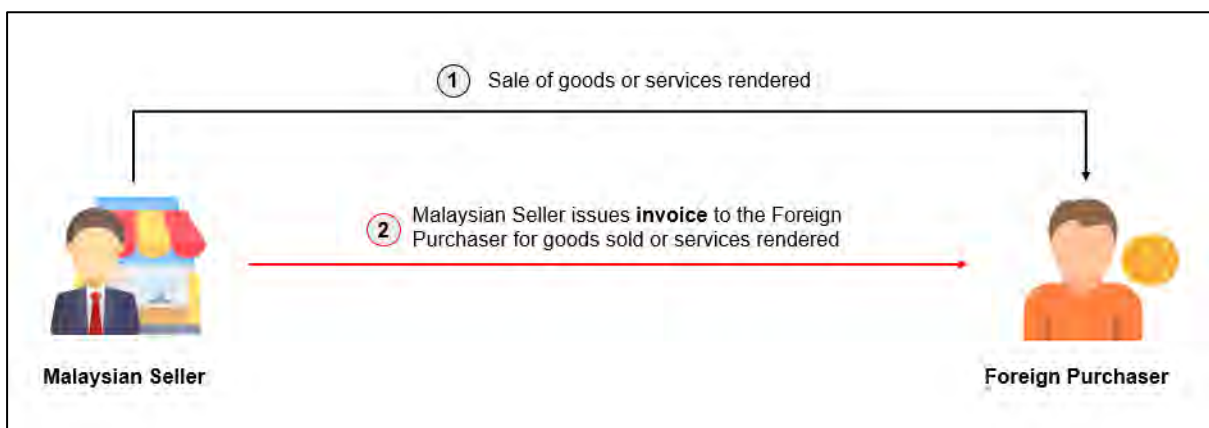 1 Sale of goods or services rendered
2 Malaysian Seller issues invoice to the Foreign
Purchaser for goods sold or services rendered
Malaysian Seller
Foreign Purchaser